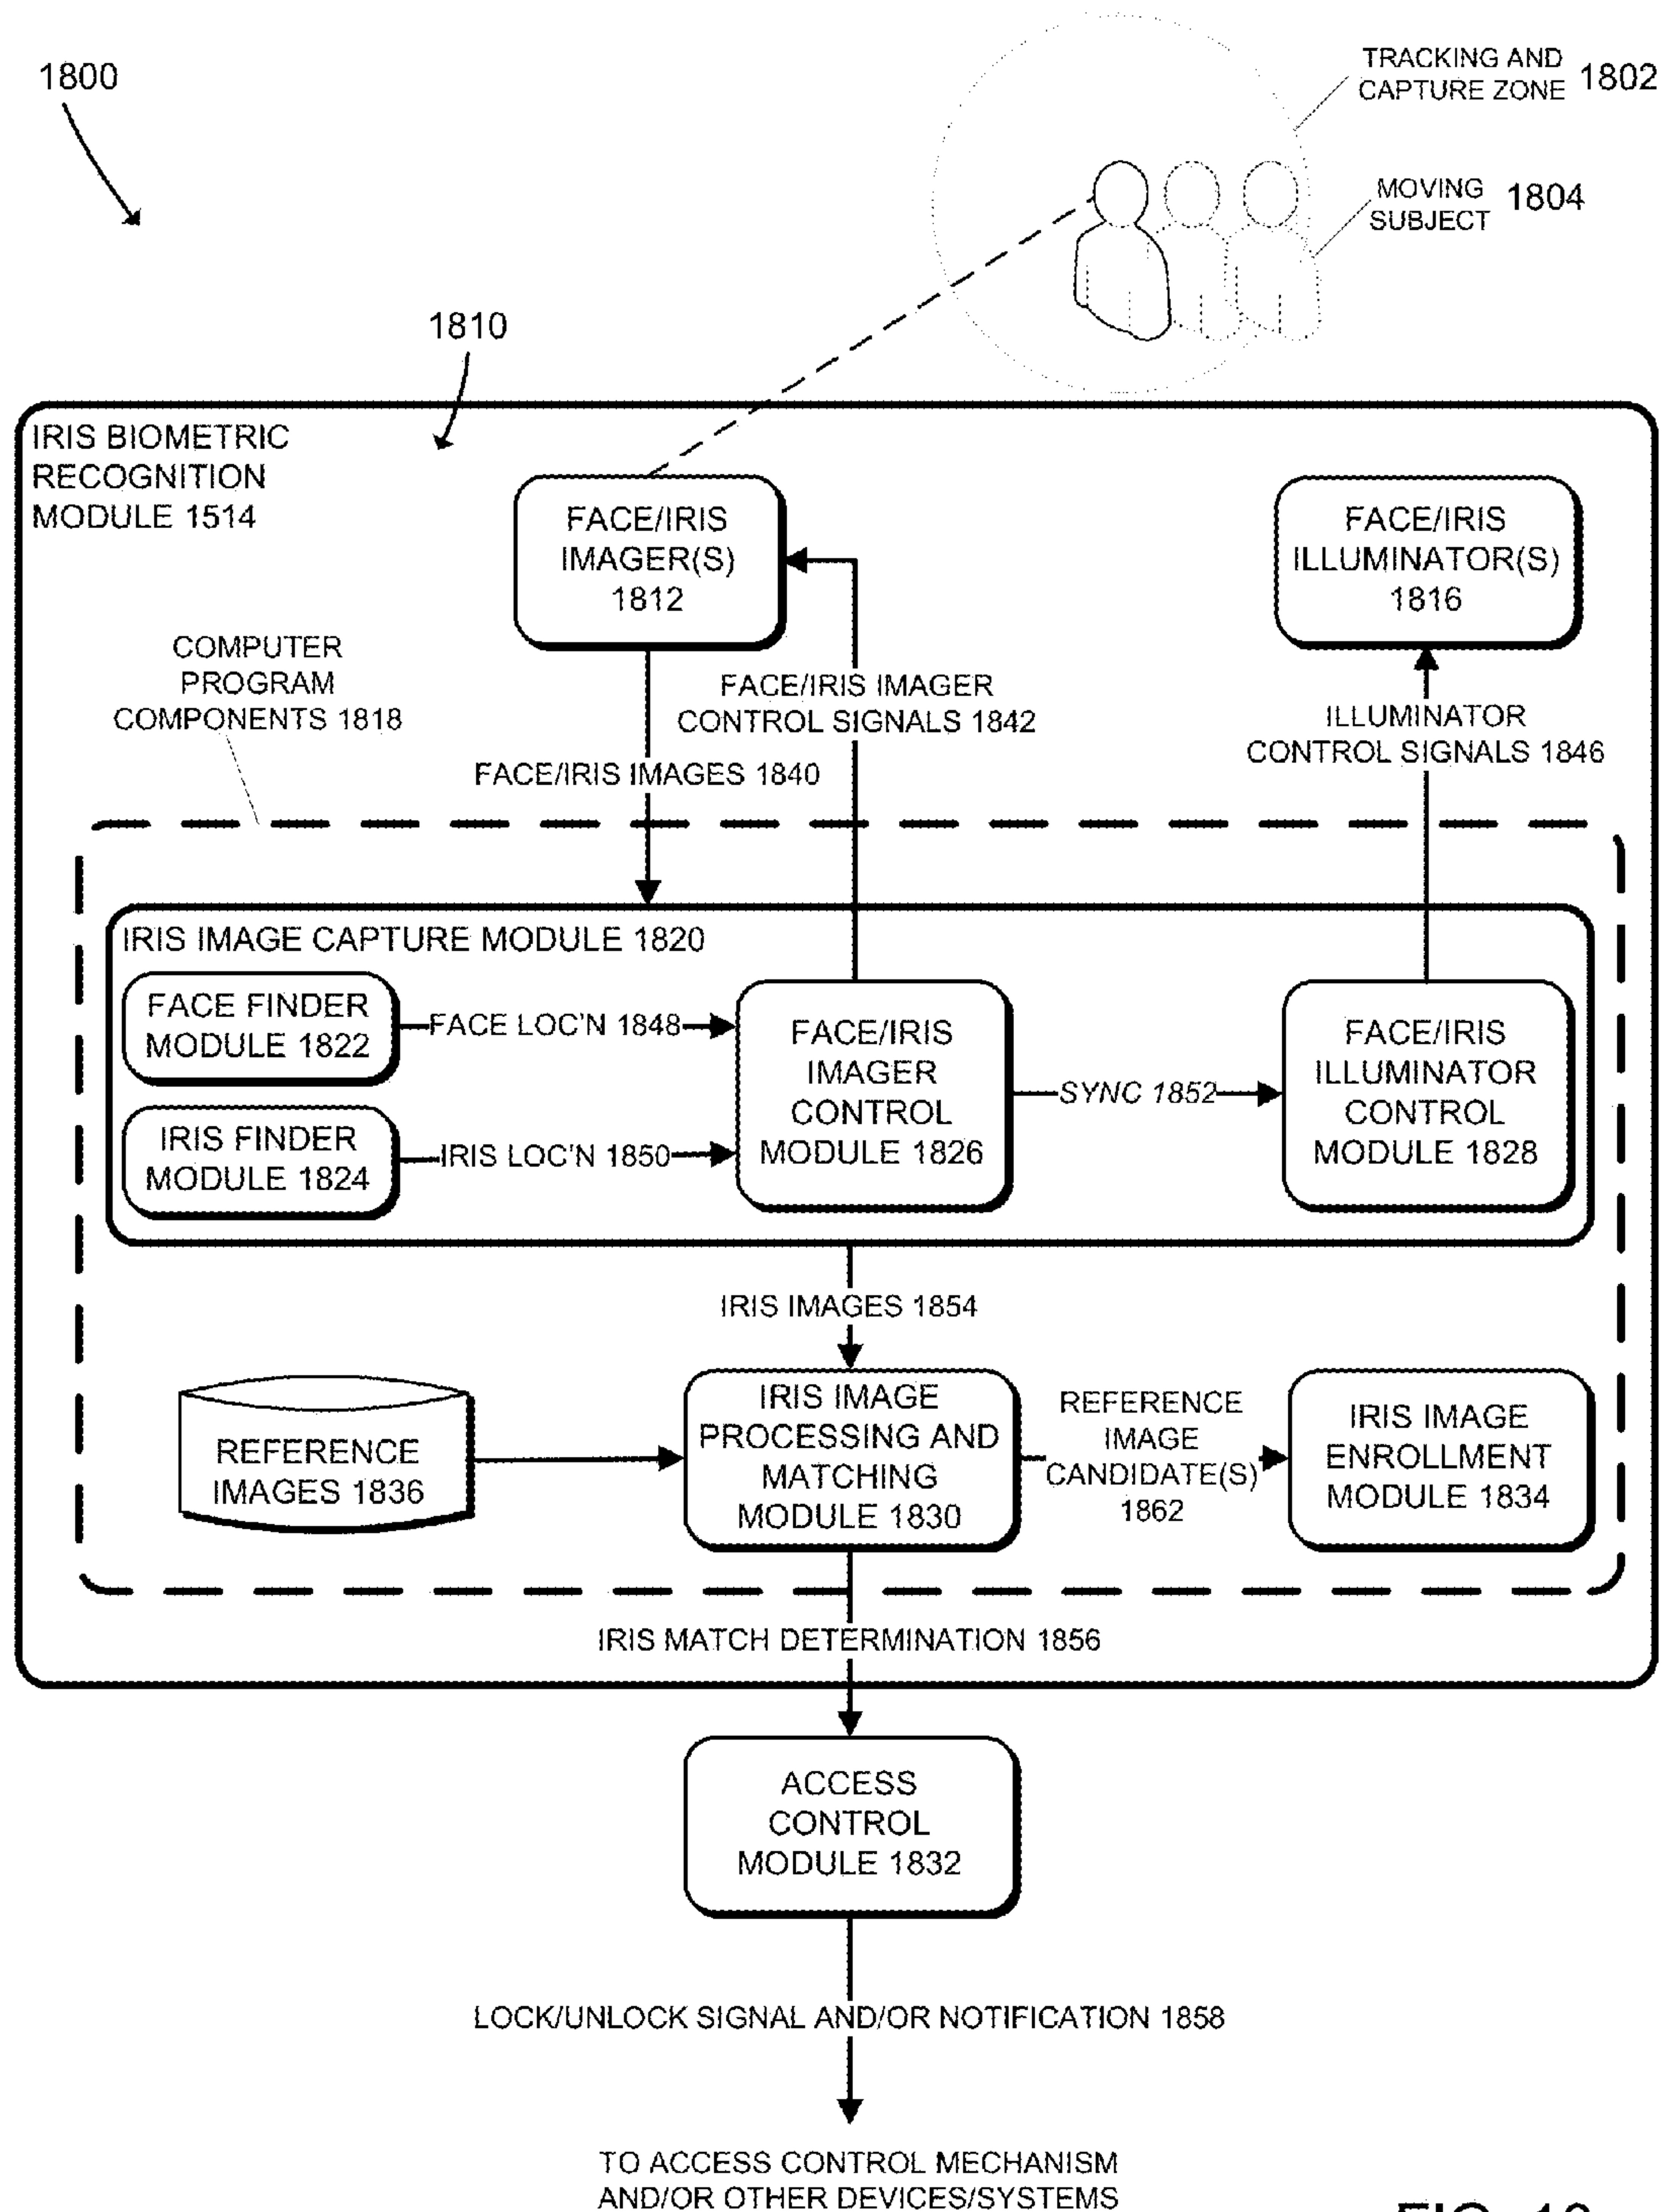 1800
TRACKING AND
CAPTURE ZONE 1802
MOVING
SUBJECT 1804
1810
IRIS BIOMETRIC
RECOGNITION
MODULE 1514
FACE/IRIS
IMAGER(S)
1812
FACE/IRIS
ILLUMINATOR(S)
1816
COMPUTER
PROGRAM
COMPONENTS 1818
FACE/IRIS IMAGER
CONTROL SIGNALS 1842
ILLUMINATOR
CONTROL SIGNALS 1846
FACE/IRIS IMAGES 1840
IRIS IMAGE CAPTURE MODULE 1820
FACE FINDER
MODULE 1822
FACE LOC'N 1848
IRIS FINDER
MODULE 1824
IRIS LOC'N 1850
FACE/IRIS
IMAGER
CONTROL
MODULE 1826
SYNC 1852
FACE/IRIS
ILLUMINATOR
CONTROL
MODULE 1828
IRIS IMAGES 1854
REFERENCE
IMAGES 1836
IRIS IMAGE
PROCESSING AND
MATCHING
MODULE 1830
REFERENCE
IMAGE
CANDIDATE(S)
1862
IRIS IMAGE
ENROLLMENT
MODULE 1834
IRIS MATCH DETERMINATION 1856
ACCESS
CONTROL
MODULE 1832
LOCK/UNLOCK SIGNAL AND/OR NOTIFICATION 1858
TO ACCESS CONTROL MECHANISM
AND/OR OTHER DEVICES/SYSTEMS